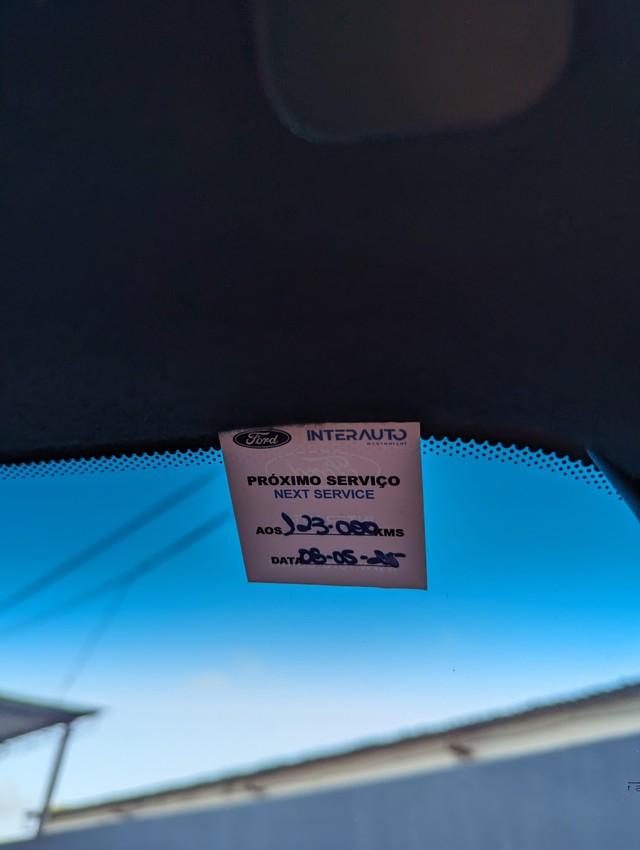 Ford INTERAUTO
PRÓXIMO SERVIÇO
NEXT SERVICE
AOS 123.000 KMS
DATA 08-05-25